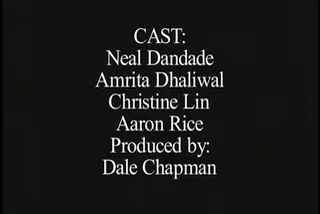 CAST:
Neal Dandade
Amrita Dhaliwal
Christine Lin
Aaron Rice
Produced by:
Dale Chapman